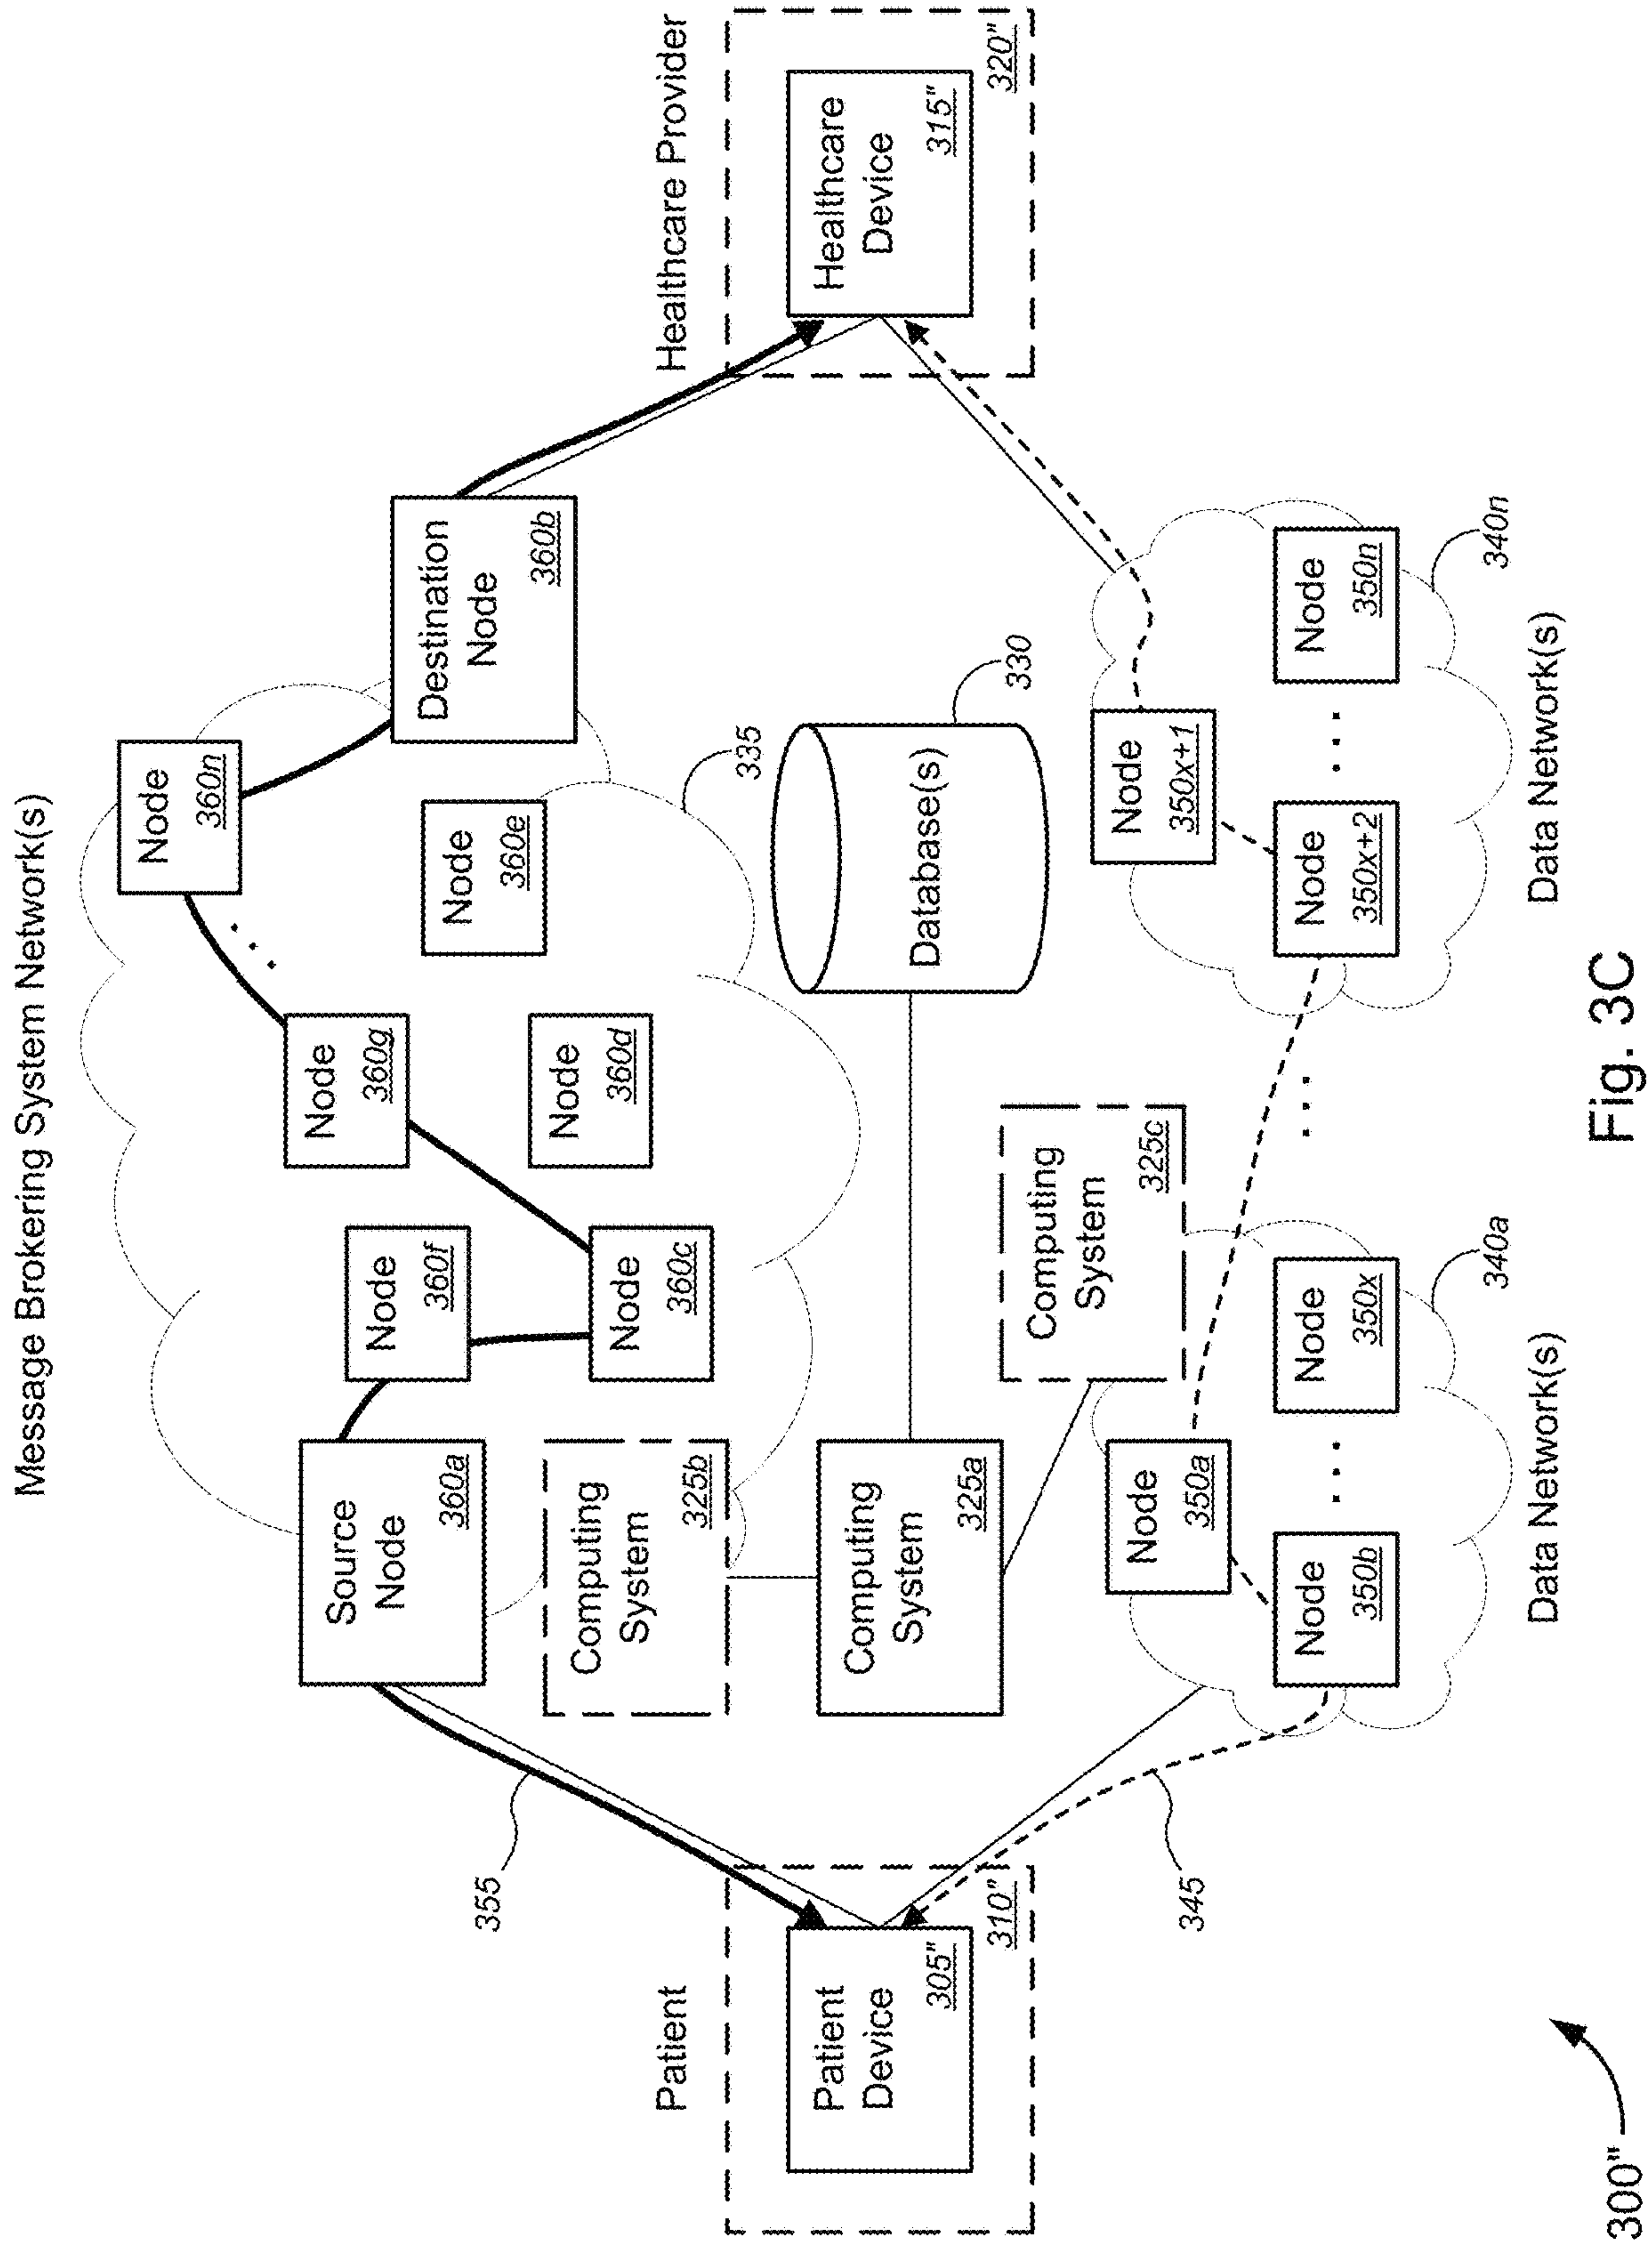 Message Brokering System Network(s)
Source
Node
360a
Node
360f
Node
360c
Node
360g
Node
360d
...
Node
360n
Node
360e
Destination
Node
360b
335
Computing
System
325b
Computing
System
325a
Computing
System
325c
Database(s)
330
355
Patient
Patient
Device
305"
310"
345
Healthcare Provider
Healthcare
Device
315"
320"
Node
350a
Node
350b
...
Node
350x
340a
Data Network(s)
...
Node
350x+1
Node
350x+2
...
Node
350n
340n
Data Network(s)
300"
Fig. 3C